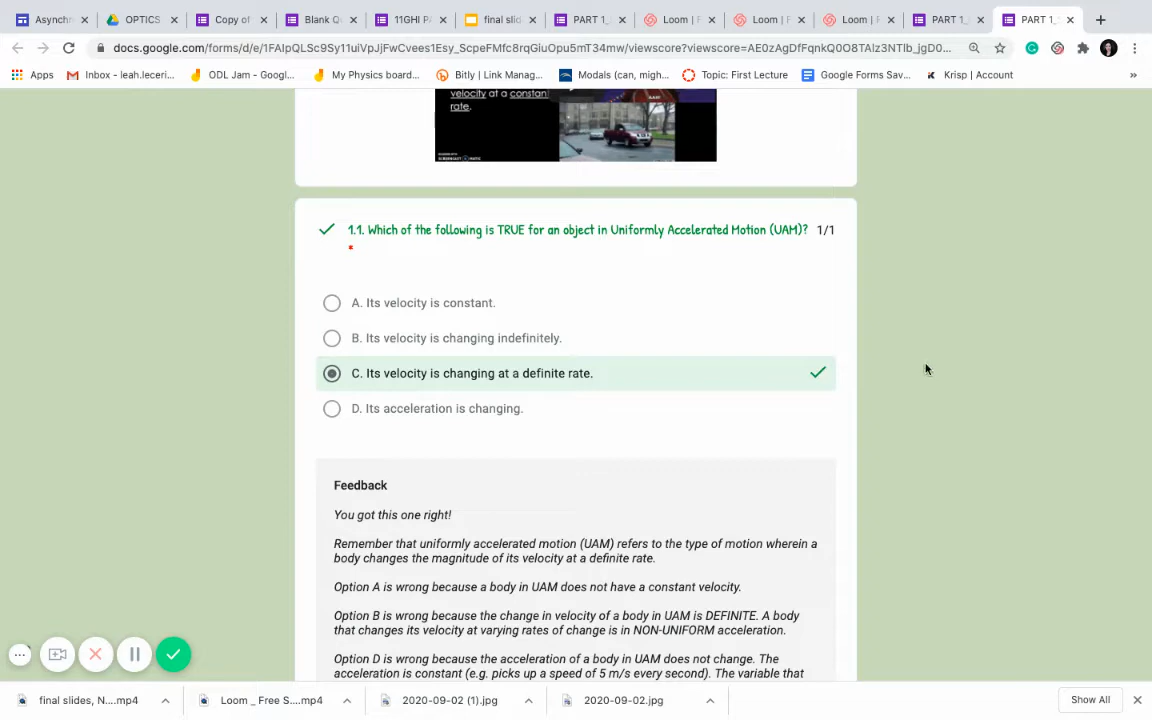 Asynch
OPTICS
Copy of
Blank Q
11GHI P
final slid
PART 1_
Loom | F
Loom | F
Loom | F
PART 1_
PART 1_
docs.google.com/forms/d/e/1FAIpQLSc9Sy11uiVpJjFwCvees1Esy_ScpeFMfc8rqGiuOpu5mT34mw/viewscore?viewscore=AE0zAgDfFqnkQ0O8TAlz3NTIb_jgD0...
Apps
Inbox - leah.leceri...
ODL Jam - Googl...
My Physics board...
Bitly | Link Manag...
Modals (can, migh...
Topic: First Lecture
Google Forms Sav...
Krisp | Account
»
velocity at a constant
rate.
1.1. Which of the following is TRUE for an object in Uniformly Accelerated Motion (UAM)? 1/1
*
A. Its velocity is constant.
B. Its velocity is changing indefinitely.
C. Its velocity is changing at a definite rate.
D. Its acceleration is changing.
Feedback
You got this one right!
Remember that uniformly accelerated motion (UAM) refers to the type of motion wherein a
body changes the magnitude of its velocity at a definite rate.
Option A is wrong because a body in UAM does not have a constant velocity.
Option B is wrong because the change in velocity of a body in UAM is DEFINITE. A body
that changes its velocity at varying rates of change is in NON-UNIFORM acceleration.
Option D is wrong because the acceleration of a body in UAM does not change. The
acceleration is constant (e.g. picks up a speed of 5 m/s every second). The variable that
final slides, N....mp4
Loom _ Free S....mp4
2020-09-02 (1).jpg
2020-09-02.jpg
Show All